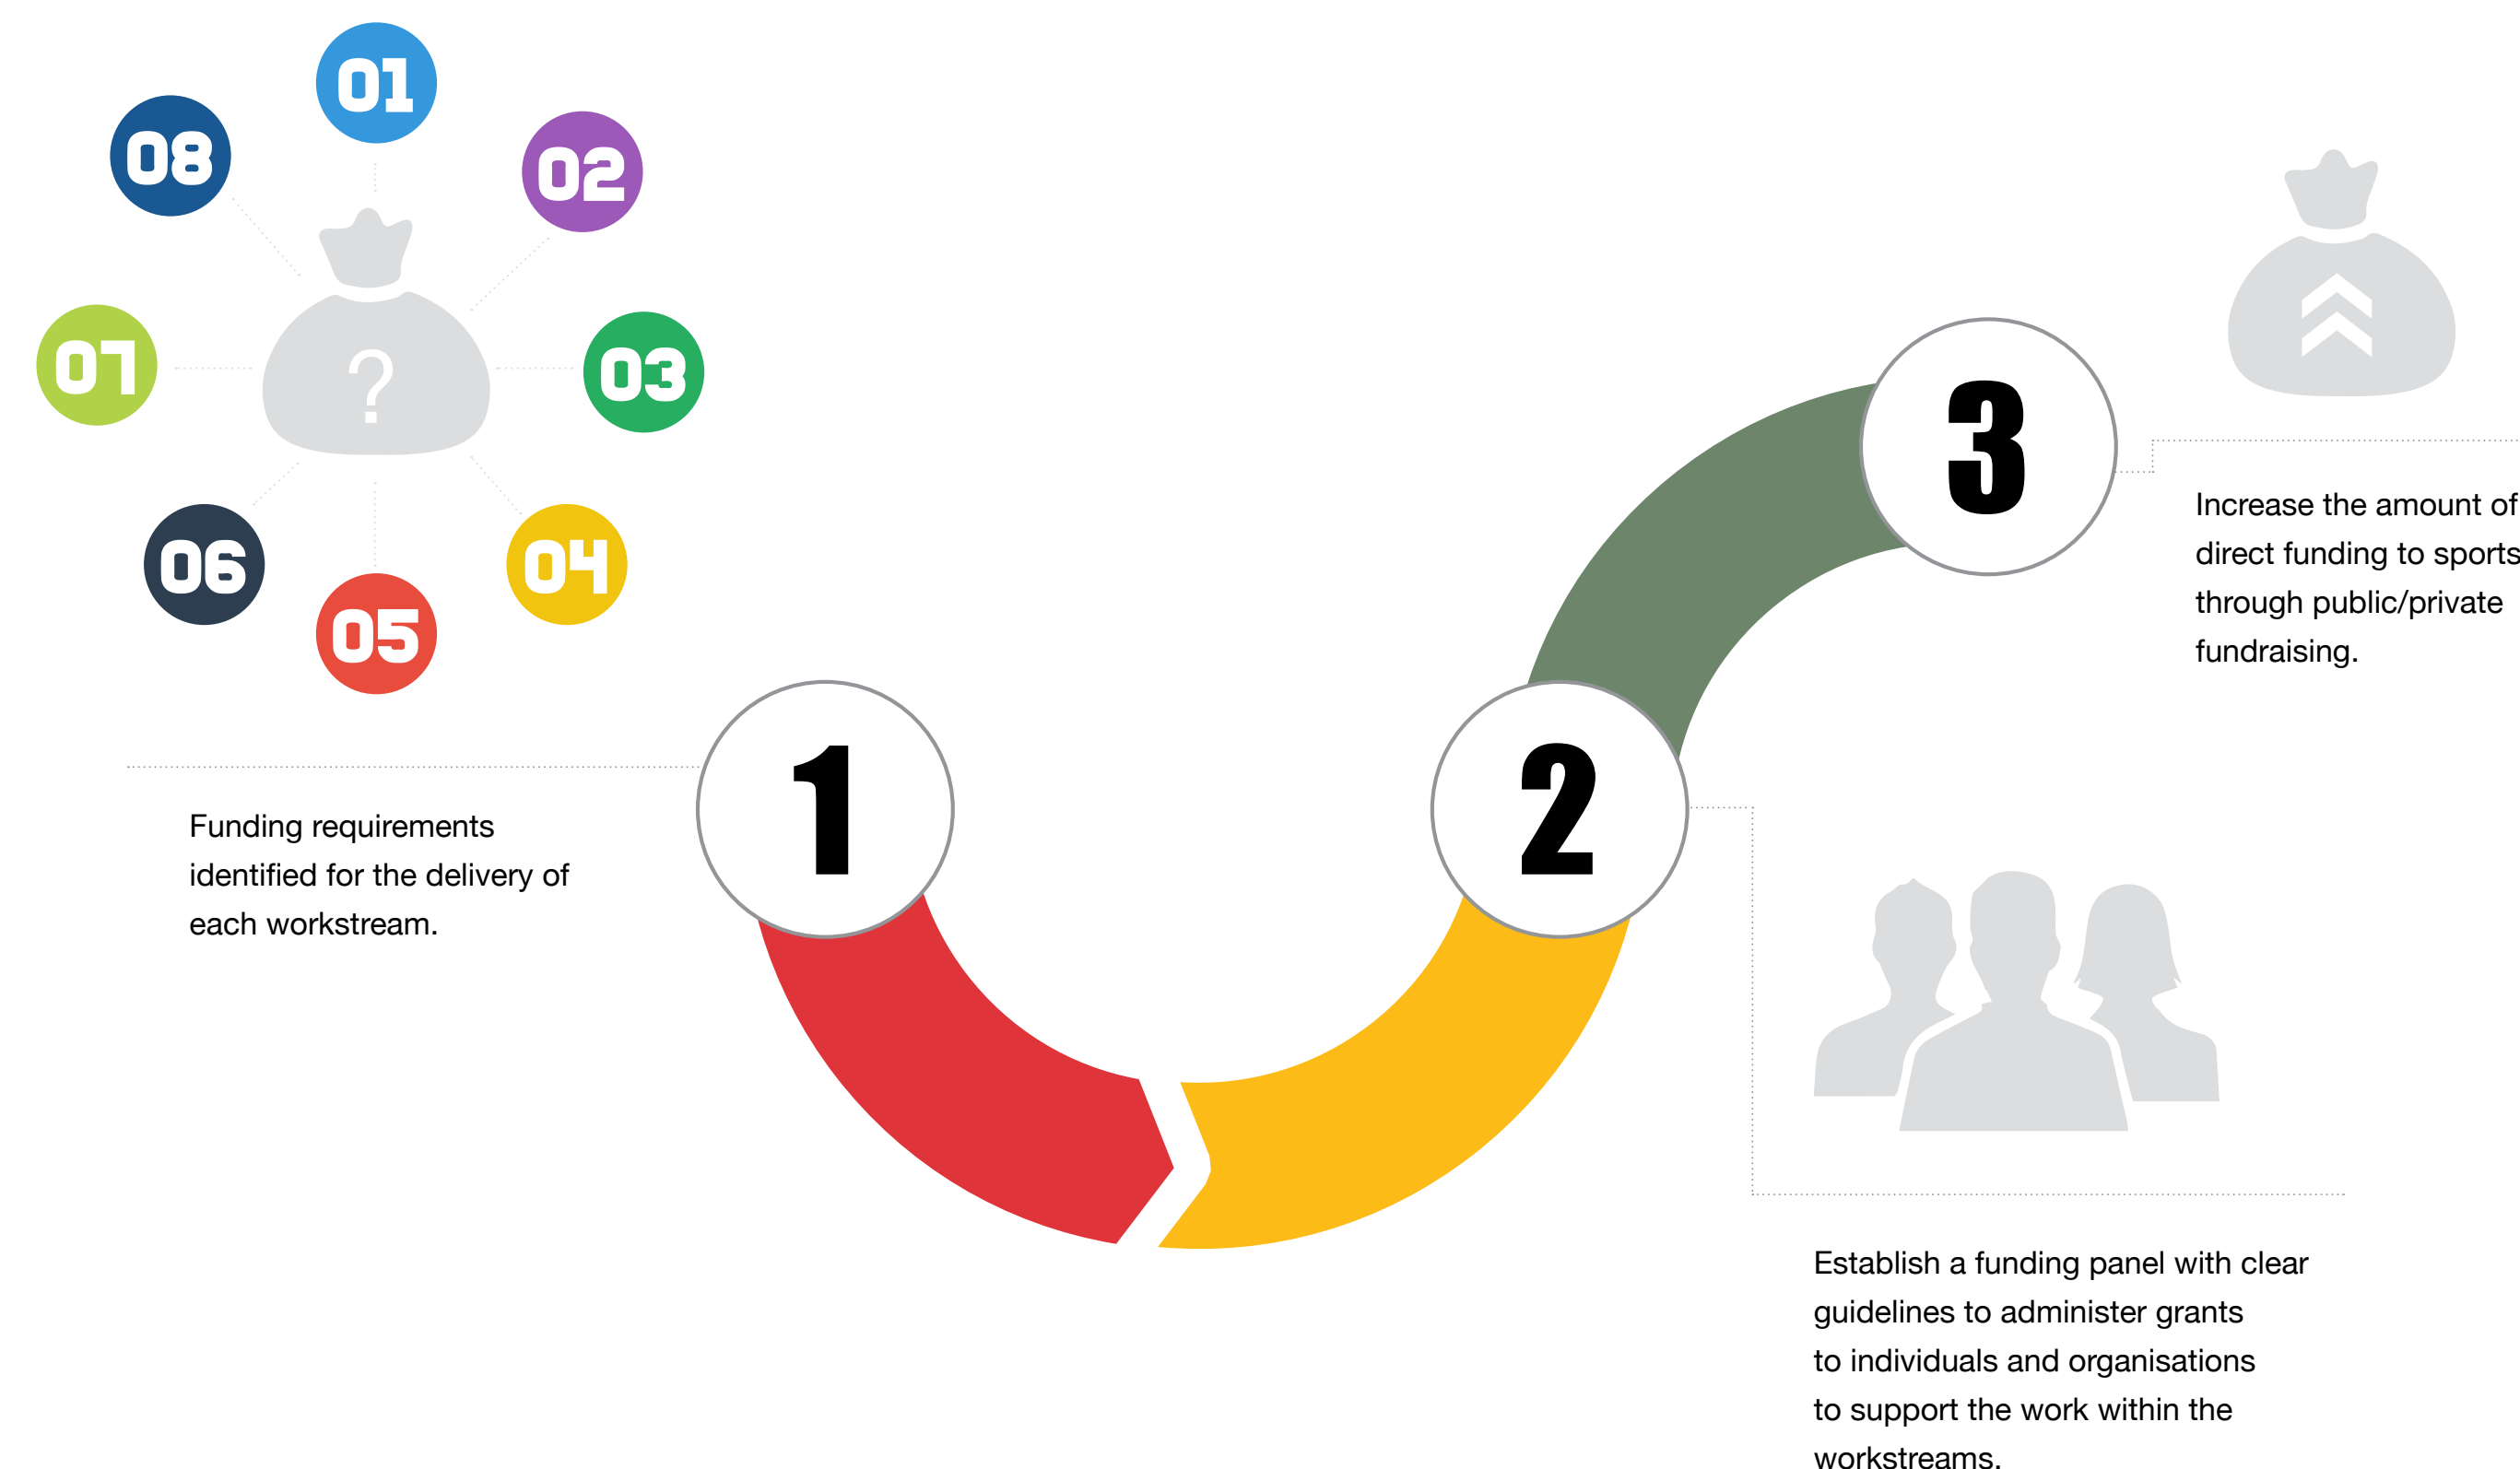 01
08
02
07
?
03
06
04
05
1
Funding requirements
identified for the delivery of
each workstream.
2
Establish a funding panel with clear
guidelines to administer grants
to individuals and organisations
to support the work within the
workstreams.
3
Increase the amount of
direct funding to sports
through public/private
fundraising.